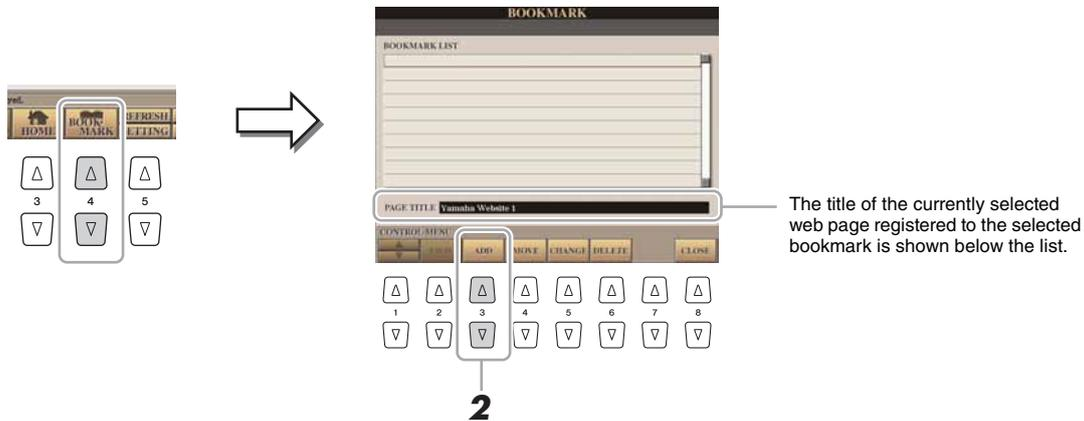 BOOKMARK
BOOKMARK LIST
yed.
HOME
BOOK-
MARK
REFRESH
ETTING
3
4
5
PAGE TITLE Yamaha Website 1
The title of the currently selected
web page registered to the selected
bookmark is shown below the list.
CONTROL MENU
ADD
MOVE
CHANGE
DELETE
CLOSE
1
2
3
4
5
6
7
8
2